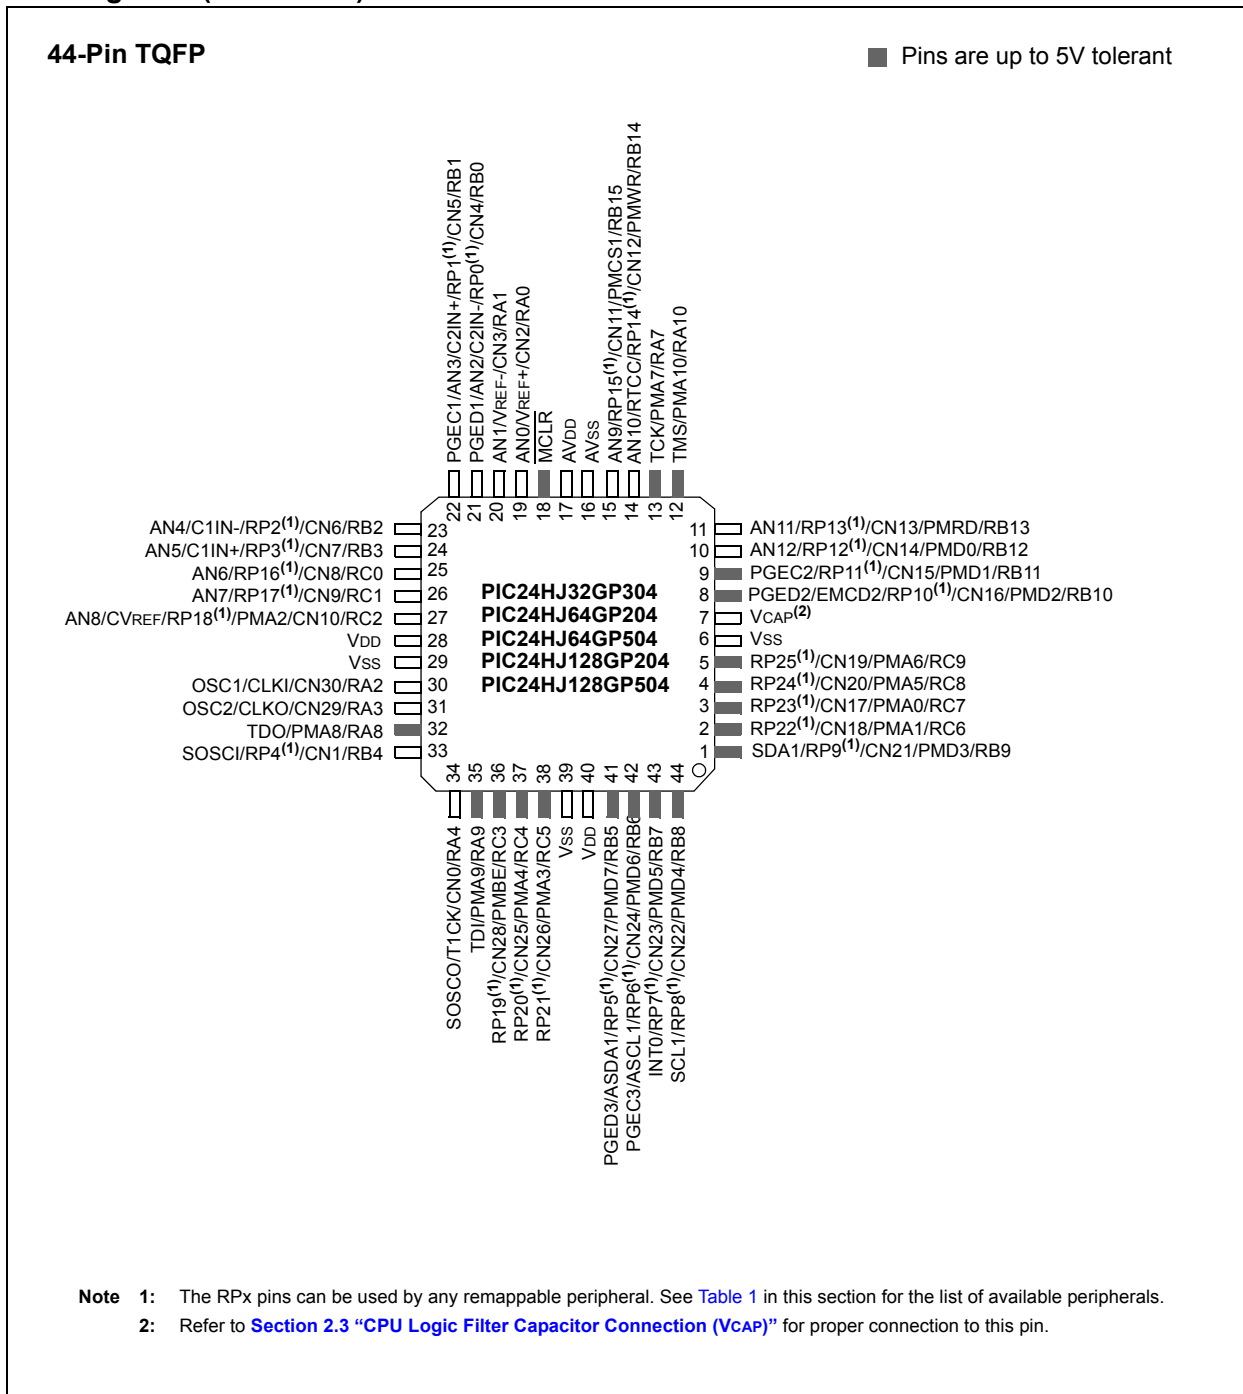 44-Pin TQFP
Pins are up to 5V tolerant
PGEC1/AN3/C2IN+/RP1(1)/CN5/RB1
PGED1/AN2/C2IN-/RP0(1)/CN4/RB0
AN1/VREF-/CN3/RA1
AN0/VREF+/CN2/RA0
MCLR
AVDD
AVSS
AN9/RP15(1)/CN11/PMCS1/RB15
AN10/RTCC/RP14(1)/CN12/PMWR/RB14
TCK/PMA7/RA7
TMS/PMA10/RA10
22 21 20 19 18 17 16 15 14 13 12
AN4/C1IN-/RP2(1)/CN6/RB2 23
AN5/C1IN+/RP3(1)/CN7/RB3 24
AN6/RP16(1)/CN8/RC0 25
AN7/RP17(1)/CN9/RC1 26
AN8/CVREF/RP18(1)/PMA2/CN10/RC2 27
VDD 28
VSS 29
OSC1/CLKI/CN30/RA2 30
OSC2/CLKO/CN29/RA3 31
TDO/PMA8/RA8 32
SOSCI/RP4(1)/CN1/RB4 33
PIC24HJ32GP304
PIC24HJ64GP204
PIC24HJ64GP504
PIC24HJ128GP204
PIC24HJ128GP504
11 AN11/RP13(1)/CN13/PMRD/RB13
10 AN12/RP12(1)/CN14/PMD0/RB12
9 PGEC2/RP11(1)/CN15/PMD1/RB11
8 PGED2/EMCD2/RP10(1)/CN16/PMD2/RB10
7 VCAP(2)
6 VSS
5 RP25(1)/CN19/PMA6/RC9
4 RP24(1)/CN20/PMA5/RC8
3 RP23(1)/CN17/PMA0/RC7
2 RP22(1)/CN18/PMA1/RC6
1 SDA1/RP9(1)/CN21/PMD3/RB9
34 35 36 37 38 39 40 41 42 43 44
SOSCO/T1CK/CN0/RA4
TDI/PMA9/RA9
RP19(1)/CN28/PMBE/RC3
RP20(1)/CN25/PMA4/RC4
RP21(1)/CN26/PMA3/RC5
VSS
VDD
PGED3/ASDA1/RP5(1)/CN27/PMD7/RB5
PGEC3/ASCL1/RP6(1)/CN24/PMD6/RB6
INT0/RP7(1)/CN23/PMD5/RB7
SCL1/RP8(1)/CN22/PMD4/RB8
Note 1: The RPx pins can be used by any remappable peripheral. See Table 1 in this section for the list of available peripherals.
2: Refer to Section 2.3 “CPU Logic Filter Capacitor Connection (VCAP)” for proper connection to this pin.